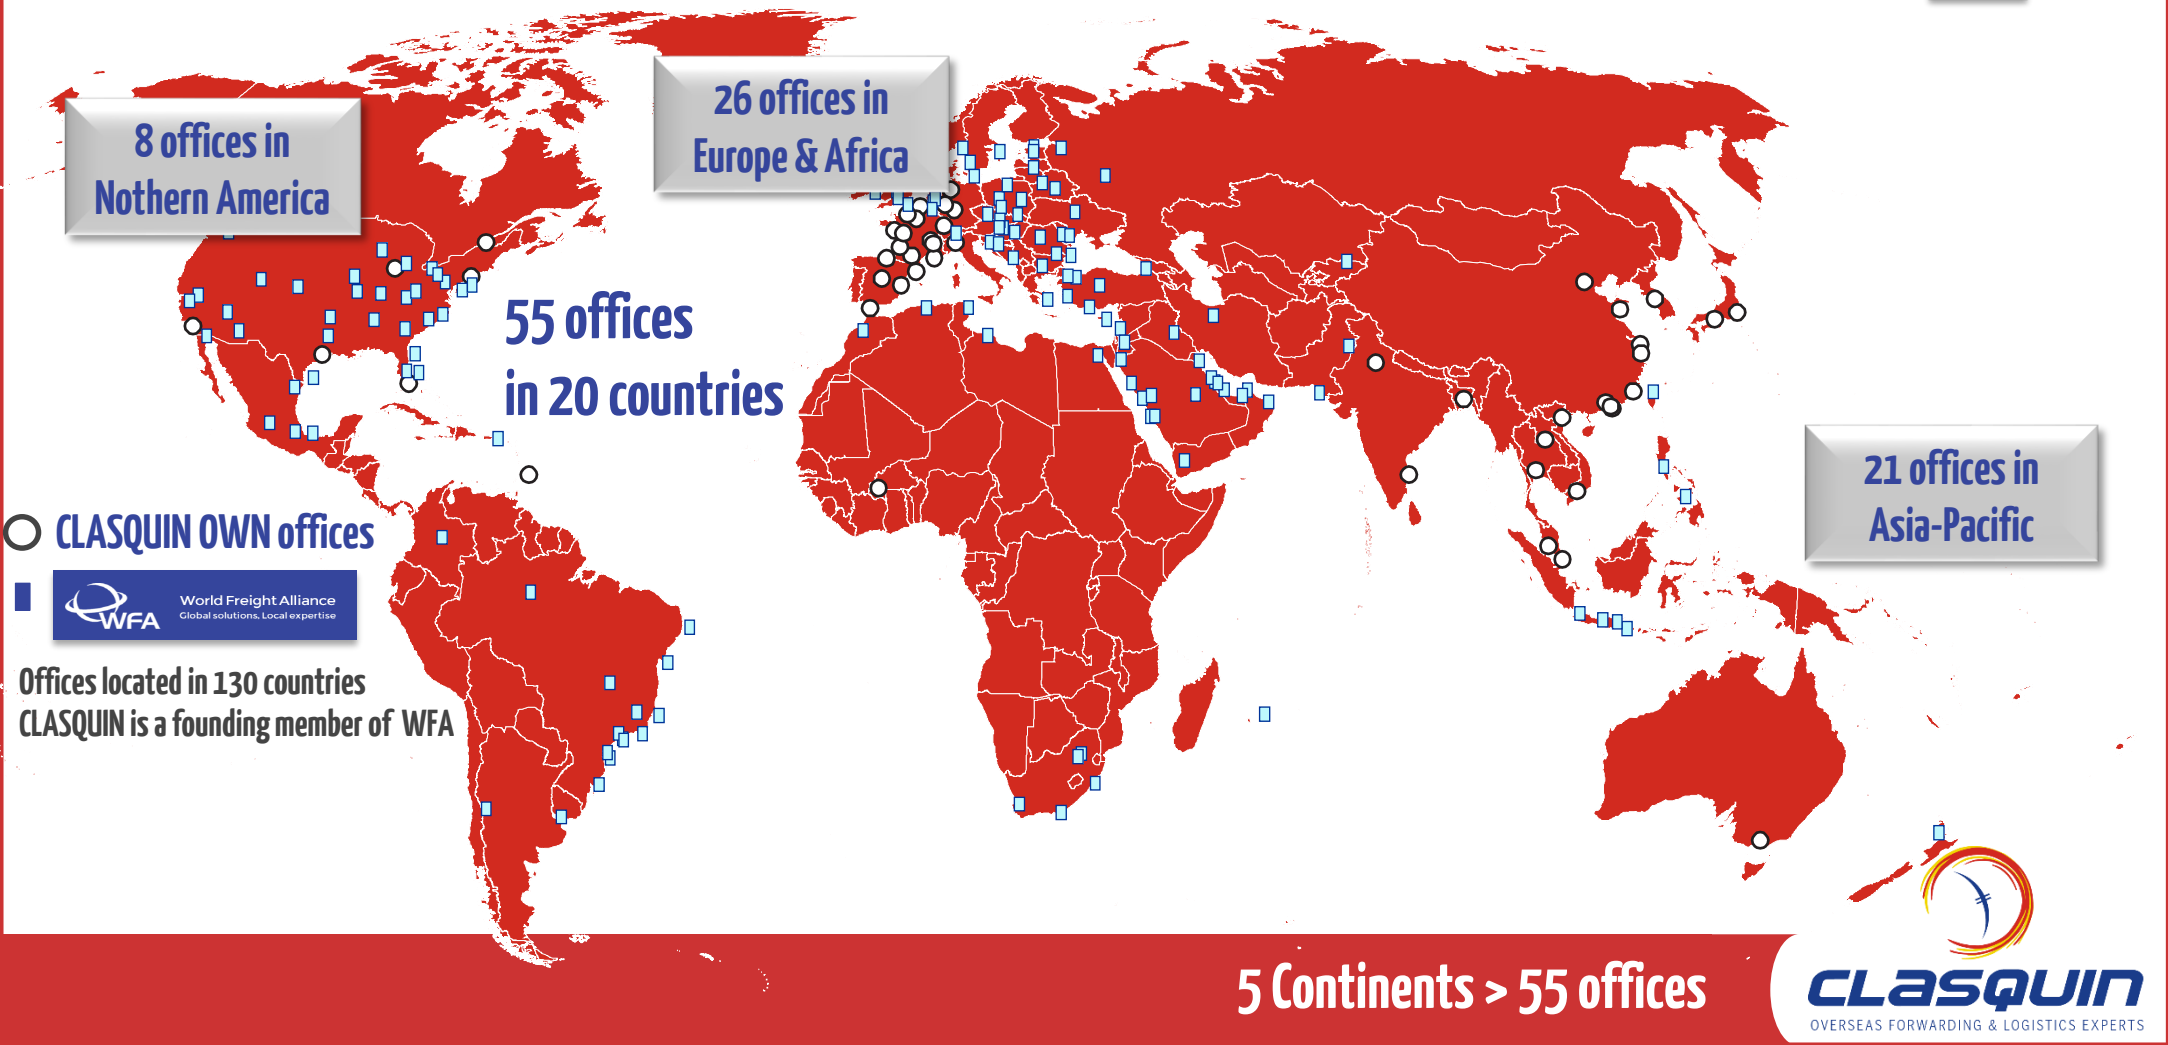 8 offices in
Nothern America
26 offices in
Europe & Africa
55 offices
in 20 countries
21 offices in
Asia-Pacific
CLASQUIN OWN offices
WFA
World Freight Alliance
Global solutions, Local expertise
Offices located in 130 countries
CLASQUIN is a founding member of WFA
5 Continents > 55 offices
CLASQUIN
OVERSEAS FORWARDING & LOGISTICS EXPERTS